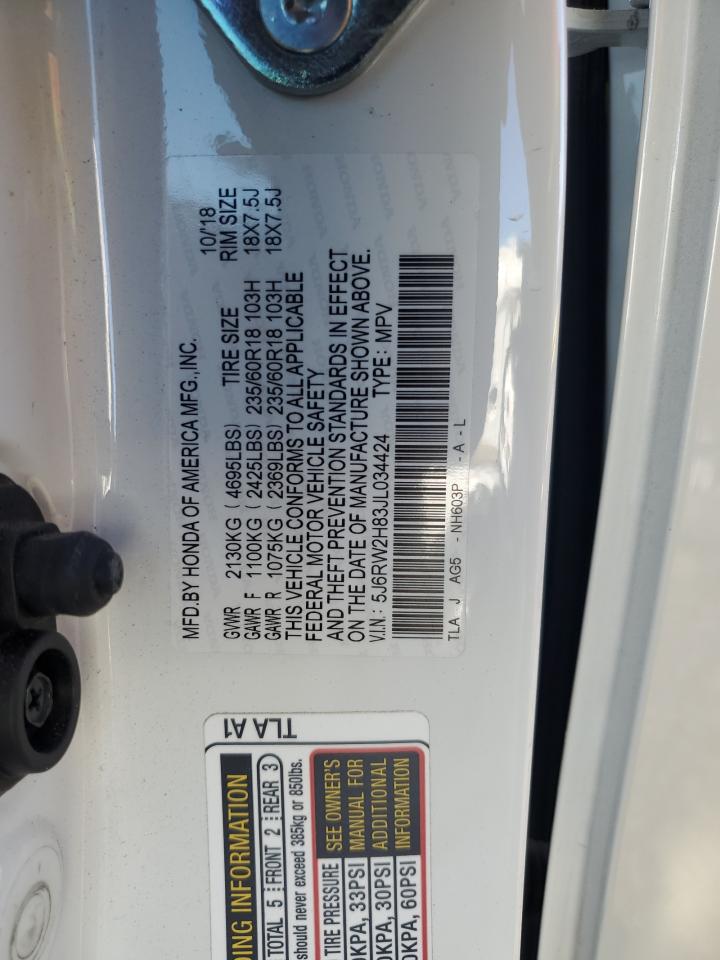 MFD.BY HONDA OF AMERICA MFG.,INC. 10/'18
GVWR 2130KG (4695LBS) TIRE SIZE RIM SIZE
GAWR F 1100KG (2425LBS) 235/60R18 103H 18X7.5J
GAWR R 1075KG (2369LBS) 235/60R18 103H 18X7.5J
THIS VEHICLE CONFORMS TO ALL APPLICABLE
FEDERAL MOTOR VEHICLE SAFETY
AND THEFT PREVENTION STANDARDS IN EFFECT
ON THE DATE OF MANUFACTURE SHOWN ABOVE.
V.I.N.: 5J6RW2H83JL034424 TYPE: MPV
TLA J AG5 - NH603P - A - L
TLA A1
INFORMATION
TOTAL 5 FRONT 2 REAR 3
should never exceed 385kg or 850lbs.
TIRE PRESSURE SEE OWNER'S
KPA, 33PSI MANUAL FOR
KPA, 30PSI ADDITIONAL
KPA, 60PSI INFORMATION